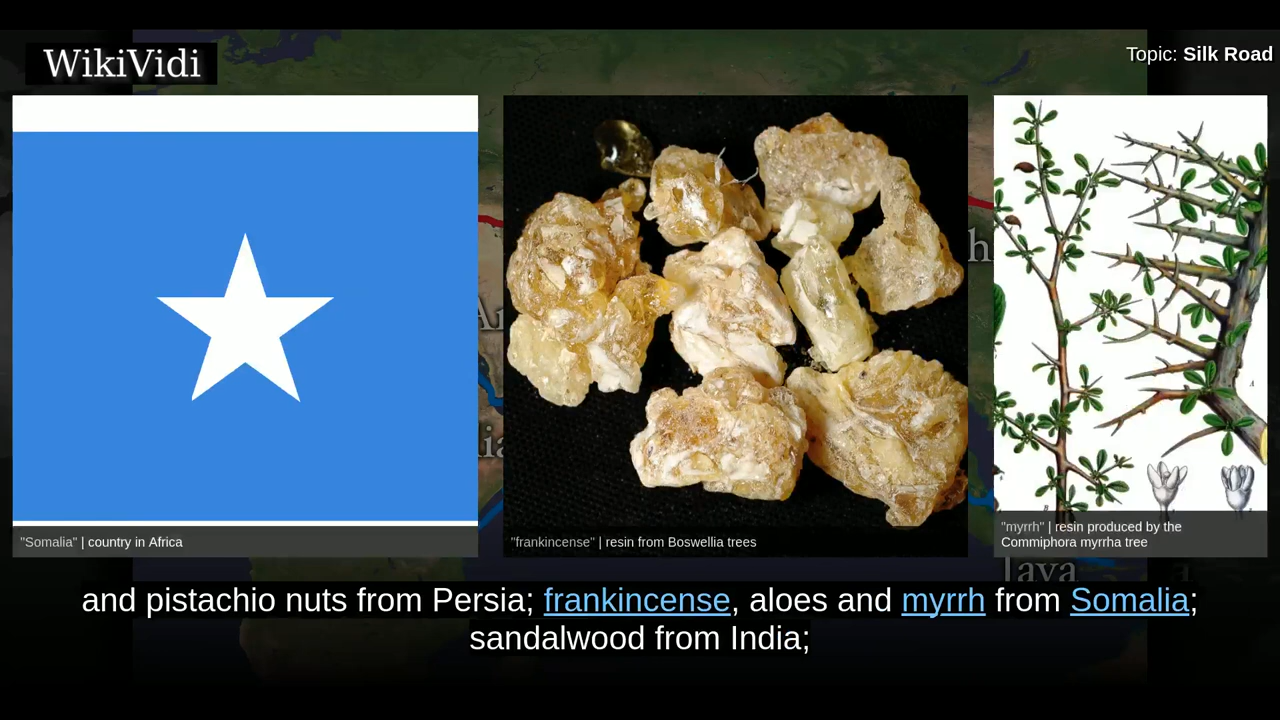 WikiVidi
Topic: Silk Road
"Somalia" | country in Africa
"frankincense" | resin from Boswellia trees
"myrrh" | resin produced by the
Commiphora myrrha tree
Java
and pistachio nuts from Persia; frankincense, aloes and myrrh from Somalia;
sandalwood from India;